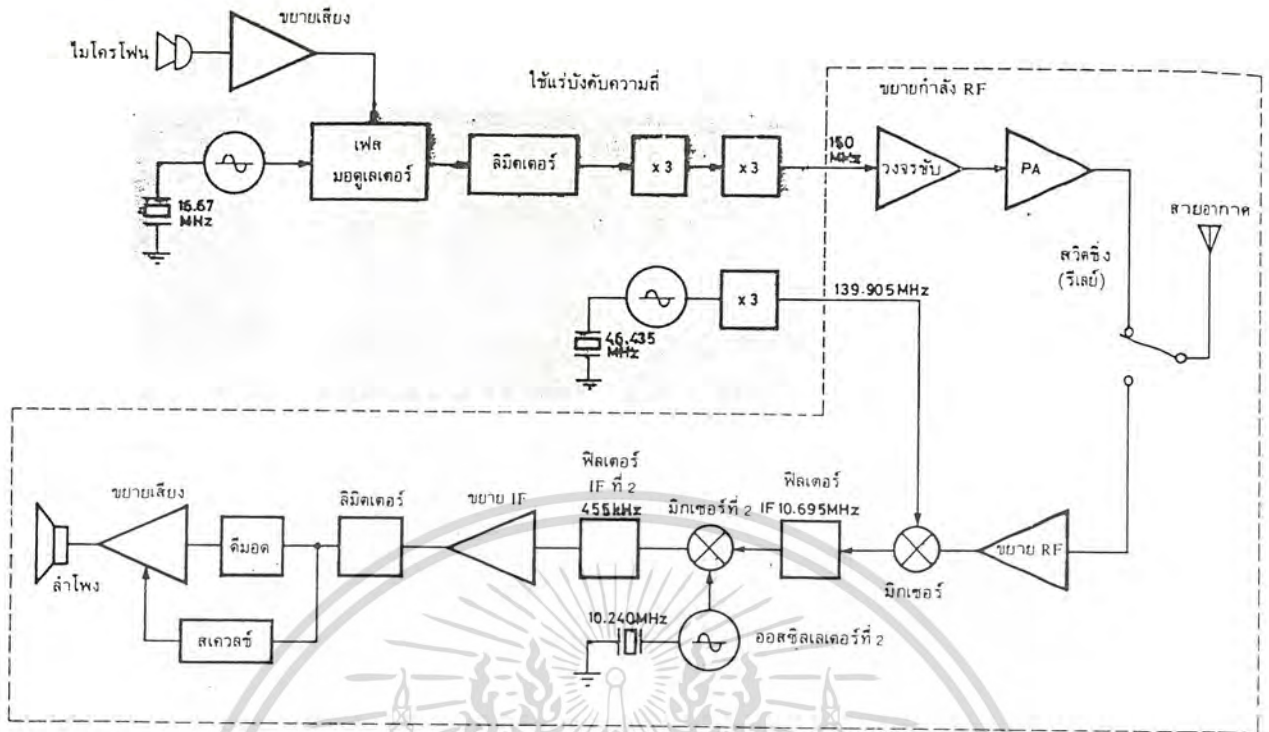 ขยายเสียง
ไมโครโฟน
ใช้แร่บังคับความถี่
ขยายกำลัง RF
16.67
MHz
เฟส
มอดูเลเตอร์
ลิมิตเตอร์
x 3
x 3
150
MHz
วงจรขับ
PA
สายอากาศ
สวิตซิ่ง
(รีเลย์)
46.435
MHz
x 3
139.905MHz
ขยายเสียง
ลำโพง
ดีมอด
สเควลช์
ลิมิตเตอร์
ขยาย IF
ฟิลเตอร์
IF ที่ 2
455kHz
มิกเซอร์ที่ 2
ฟิลเตอร์
IF 10.695MHz
มิกเซอร์
ขยาย RF
10.240MHz
ออสซิลเลเตอร์ที่ 2